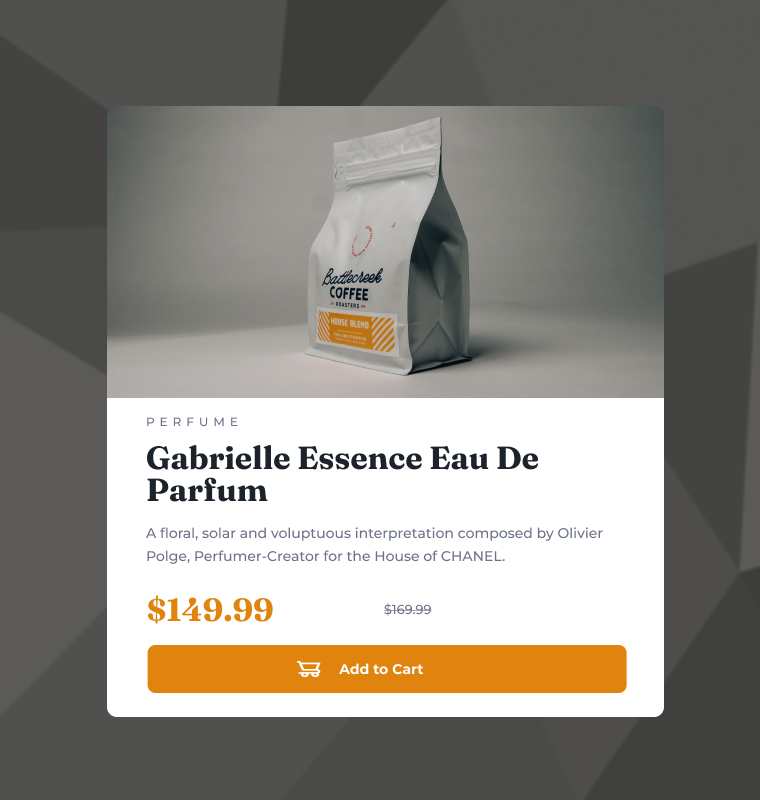 Battlecreek
COFFEE
ROASTERS
HOUSE BLEND
PERFUME
Gabrielle Essence Eau De
Parfum
A floral, solar and voluptuous interpretation composed by Olivier
Polge, Perfumer-Creator for the House of CHANEL.
$149.99 $169.99
Add to Cart